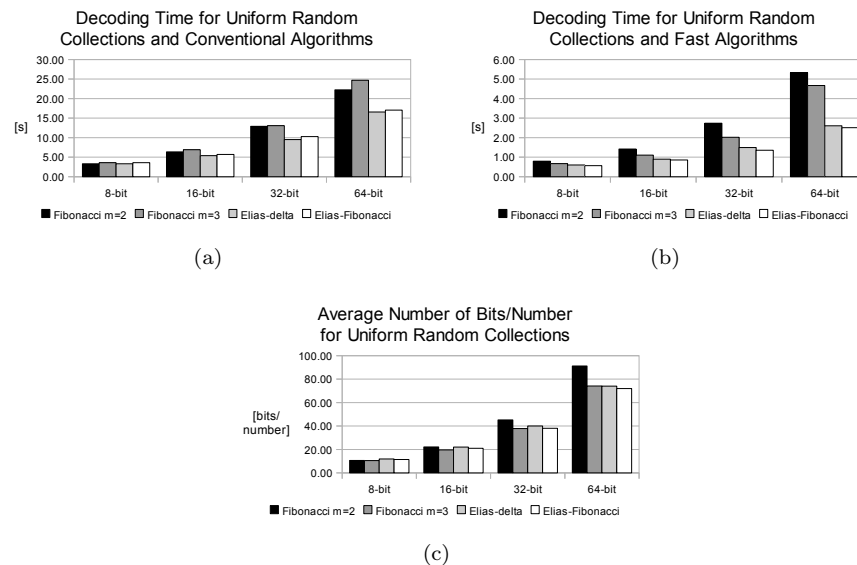 Decoding Time for Uniform Random
Collections and Conventional Algorithms
30.00
25.00
20.00
[s]
15.00
10.00
5.00
0.00
8-bit 16-bit 32-bit 64-bit
Fibonacci m=2 Fibonacci m=3 Elias-delta Elias-Fibonacci
(a)
Decoding Time for Uniform Random
Collections and Fast Algorithms
6.00
5.00
4.00
[s]
3.00
2.00
1.00
0.00
8-bit 16-bit 32-bit 64-bit
Fibonacci m=2 Fibonacci m=3 Elias-delta Elias-Fibonacci
(b)
Average Number of Bits/Number
for Uniform Random Collections
100.00
80.00
60.00
[bits/
number]
40.00
20.00
0.00
8-bit 16-bit 32-bit 64-bit
Fibonacci m=2 Fibonacci m=3 Elias-delta Elias-Fibonacci
(c)